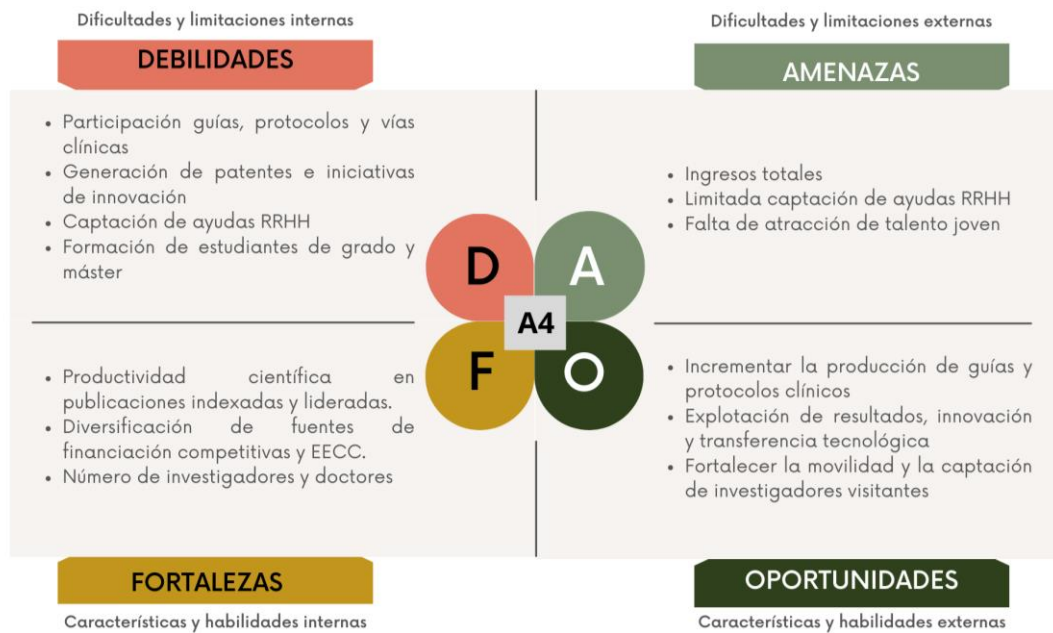 Dificultades y limitaciones internas
DEBILIDADES
• Participación guías, protocolos y vías
clínicas
• Generación de patentes e iniciativas
de innovación
• Captación de ayudas RRHH
• Formación de estudiantes de grado y
máster
Dificultades y limitaciones externas
AMENAZAS
• Ingresos totales
• Limitada captación de ayudas RRHH
• Falta de atracción de talento joven
D
A
A4
F
O
• Productividad científica en
publicaciones indexadas y lideradas.
• Diversificación de fuentes de
financiación competitivas y EECC.
• Número de investigadores y doctores
FORTALEZAS
Características y habilidades internas
• Incrementar la producción de guías y
protocolos clínicos
• Explotación de resultados, innovación
y transferencia tecnológica
• Fortalecer la movilidad y la captación
de investigadores visitantes
OPORTUNIDADES
Características y habilidades externas